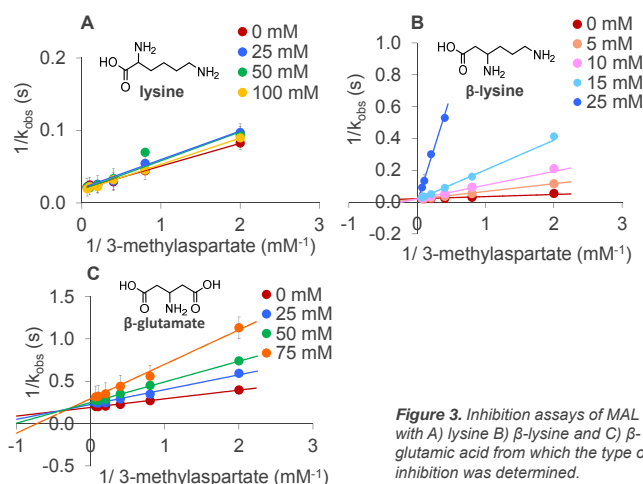 A
0 mM
25 mM
50 mM
100 mM
HO
NH₂
O
NH₂
lysine
0.2
0.1
0.0
1/kobs (s)
0
1
2
3
1/ 3-methylaspartate (mM⁻¹)
B
0 mM
5 mM
10 mM
15 mM
25 mM
HO
O
NH₂
NH₂
β-lysine
1.0
0.8
0.6
0.4
0.2
0.0
-0.2
1/kobs (s)
-1
0
1
2
3
1/ 3-methylaspartate (mM⁻¹)
C
0 mM
25 mM
50 mM
75 mM
HO
OH
O
NH₂
O
β-glutamate
1.5
1.0
0.5
0.0
-0.5
1/kobs (s)
-1
0
1
2
3
1/ 3-methylaspartate (mM⁻¹)
Figure 3. Inhibition assays of MAL
with A) lysine B) β-lysine and C) β-
glutamic acid from which the type o
inhibition was determined.